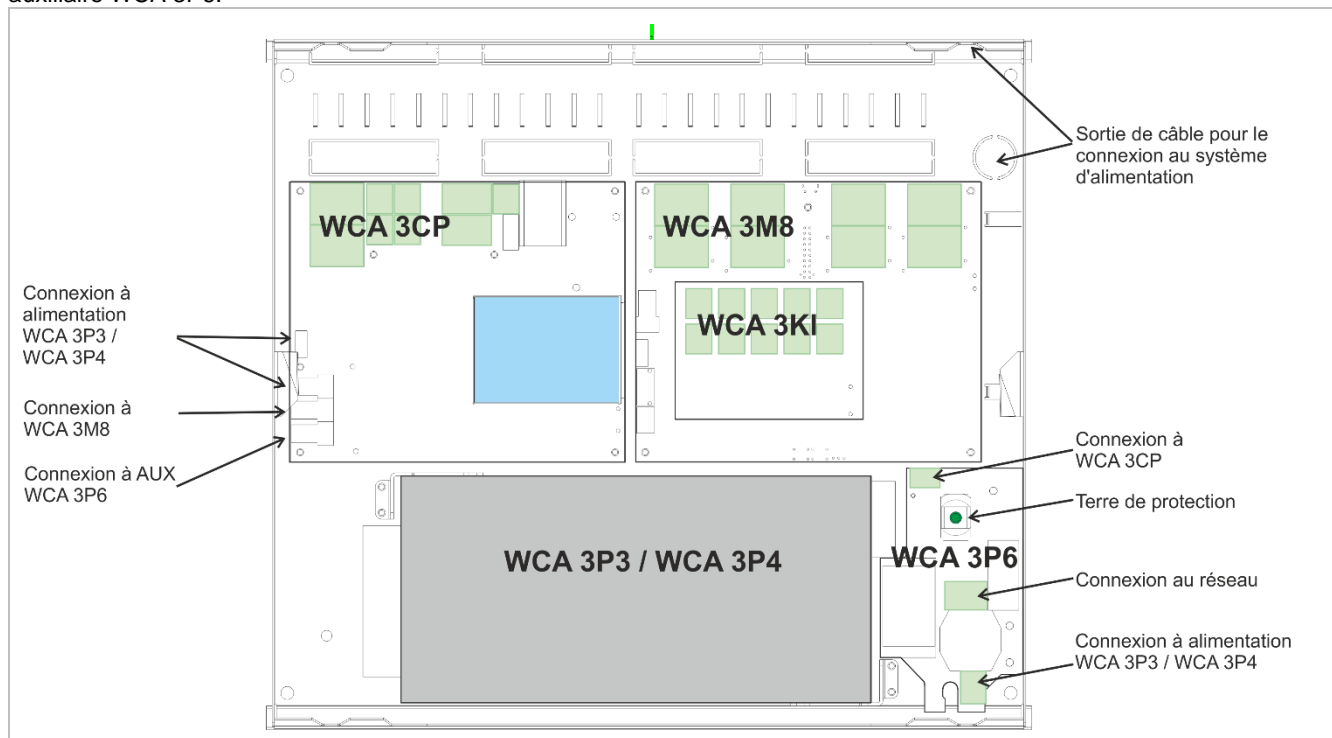 auxiliaire WCA 3P6.
Sortie de câble pour le
connexion au système
d'alimentation
WCA 3CP
WCA 3M8
WCA 3KI
Connexion à
alimentation
WCA 3P3 /
WCA 3P4
Connexion à
WCA 3M8
Connexion à AUX
WCA 3P6
Connexion à
WCA 3CP
Terre de protection
WCA 3P3 / WCA 3P4
WCA 3P6
Connexion au réseau
Connexion à alimentation
WCA 3P3 / WCA 3P4